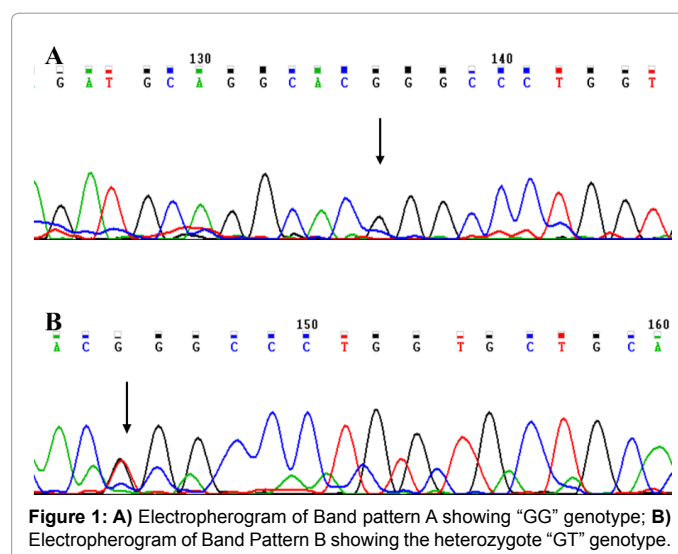 A
130 140
G A T G C A G G C A C G G G C C C T G G T
B
150 160
A C G G G C C C T G G T G C T G C A
Figure 1: A) Electropherogram of Band pattern A showing “GG” genotype; B)
Electropherogram of Band Pattern B showing the heterozygote “GT” genotype.